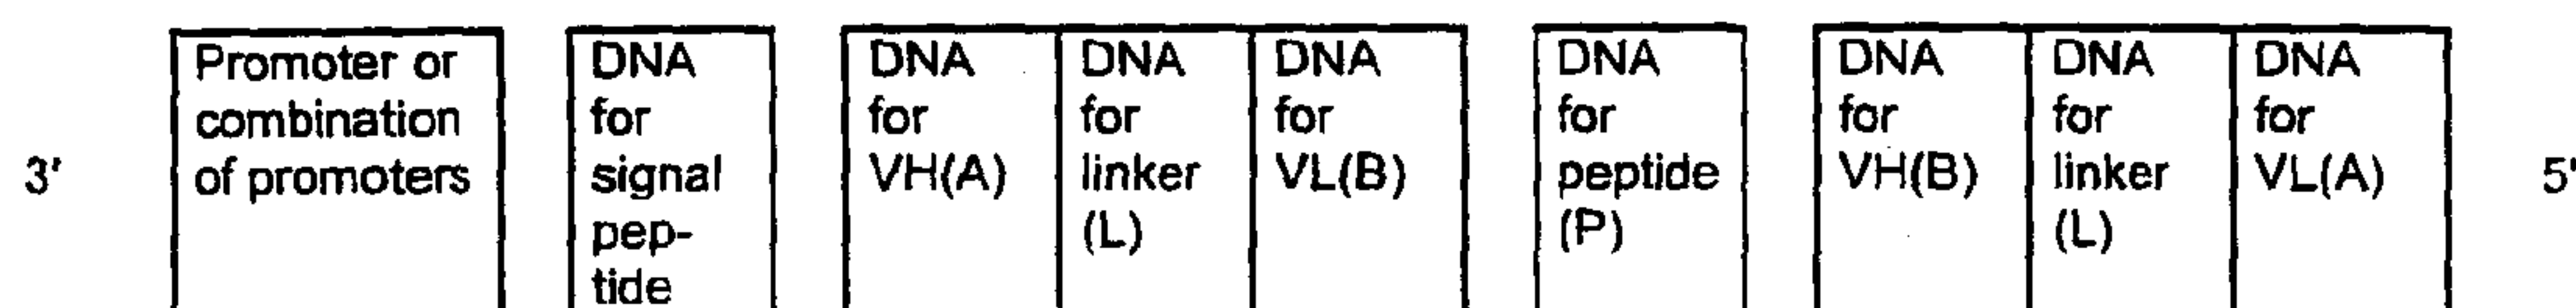 3'
Promoter or
combination
of promoters
DNA
for
signal
pep-
tide
DNA
for
VH(A)
DNA
for
linker
(L)
DNA
for
VL(B)
DNA
for
peptide
(P)
DNA
for
VH(B)
DNA
for
linker
(L)
DNA
for
VL(A)
5'